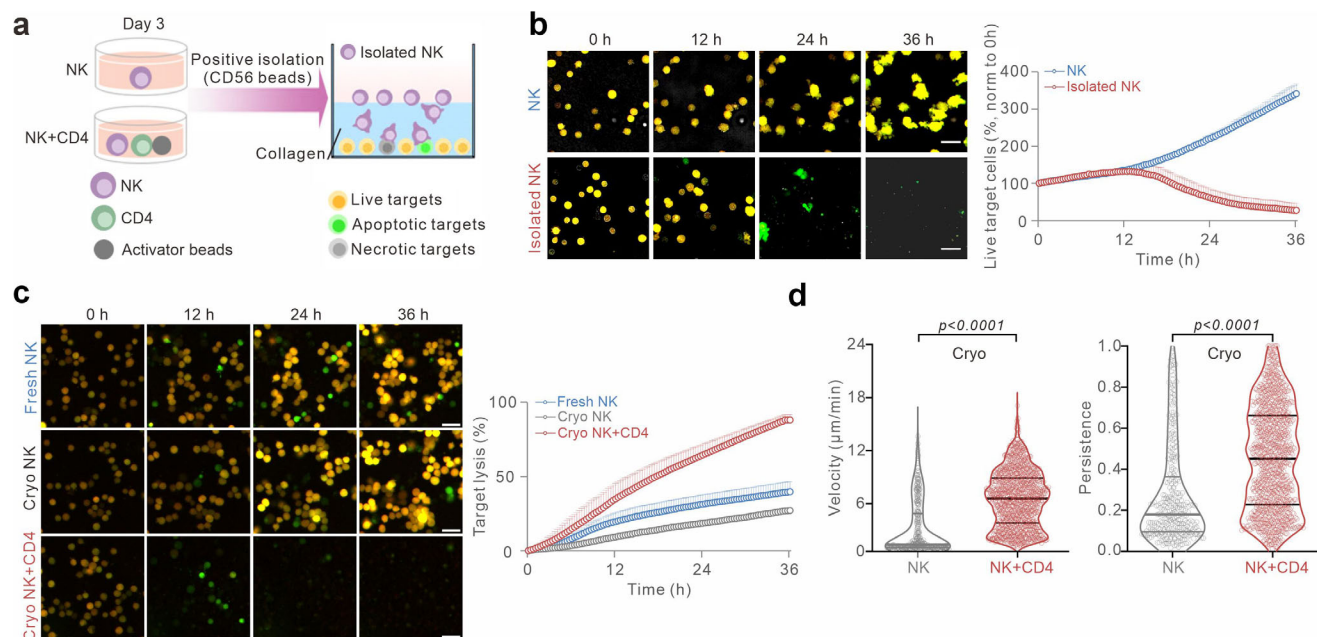 a
Day 3
NK
NK+CD4
Positive isolation
(CD56 beads)
Isolated NK
Collagen
NK
CD4
Activator beads
Live targets
Apoptotic targets
Necrotic targets
b
0 h
12 h
24 h
36 h
NK
Isolated NK
Live target cells (%, norm to 0h)
400
300
200
100
0
NK
Isolated NK
0
12
24
36
Time (h)
c
0 h
12 h
24 h
36 h
Fresh NK
Cryo NK
Cryo NK+CD4
Target lysis (%)
100
50
0
Fresh NK
Cryo NK
Cryo NK+CD4
0
12
24
36
Time (h)
d
p<0.0001
Cryo
Velocity (µm/min)
24
18
12
6
0
NK
NK+CD4
p<0.0001
Cryo
Persistence
1.0
0.8
0.6
0.4
0.2
0.0
NK
NK+CD4